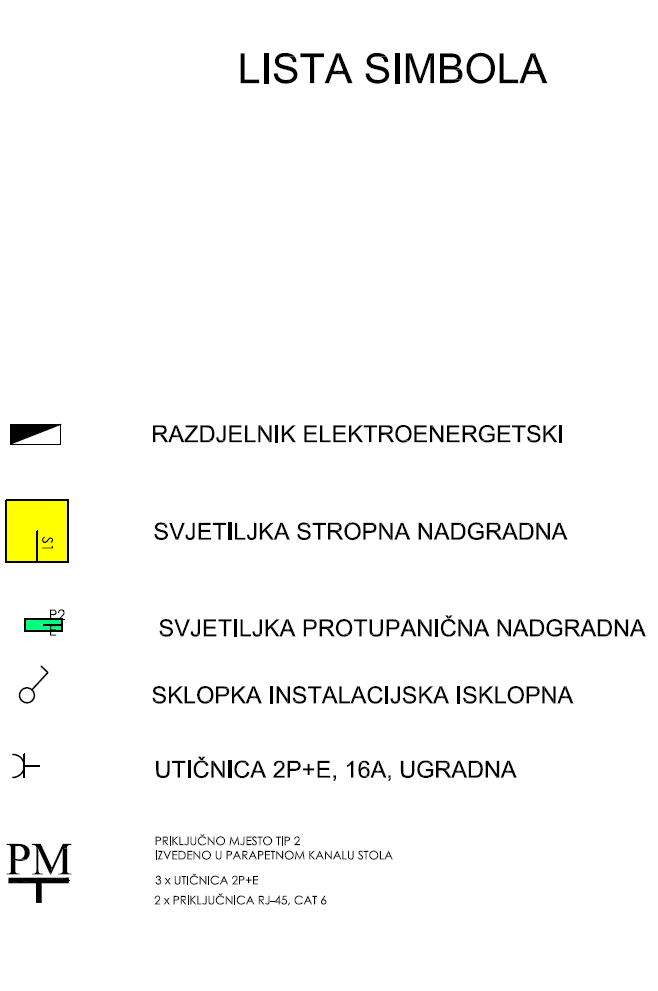 LISTA SIMBOLA
RAZDJELNIK ELEKTROENERGETSKI
S1
SVJETILJKA STROPNA NADGRADNA
P2
E
SVJETILJKA PROTUPANIČNA NADGRADNA
SKLOPKA INSTALACIJSKA ISKLOPNA
UTIČNICA 2P+E, 16A, UGRADNA
PM
PRIKLJUČNO MJESTO TIP 2
IZVEDENO U PARAPETNOM KANALU STOLA
3 x UTIČNICA 2P+E
2 x PRIKLJUČNICA RJ-45, CAT 6